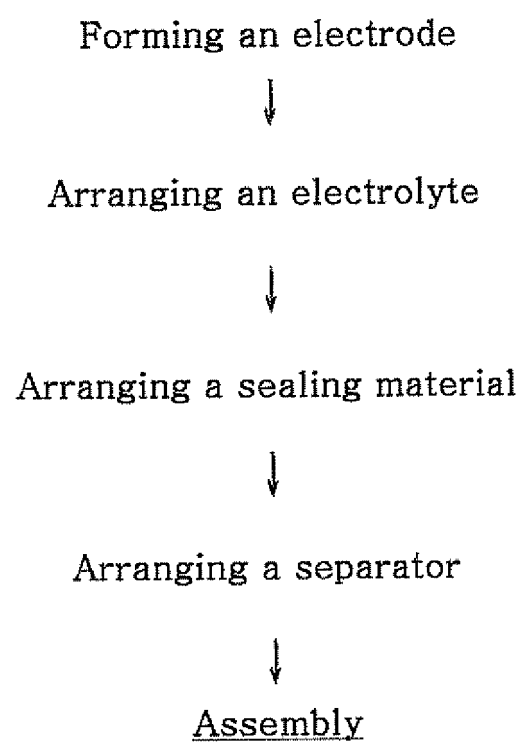 Forming an electrode
↓
Arranging an electrolyte
↓
Arranging a sealing material
↓
Arranging a separator
↓
Assembly